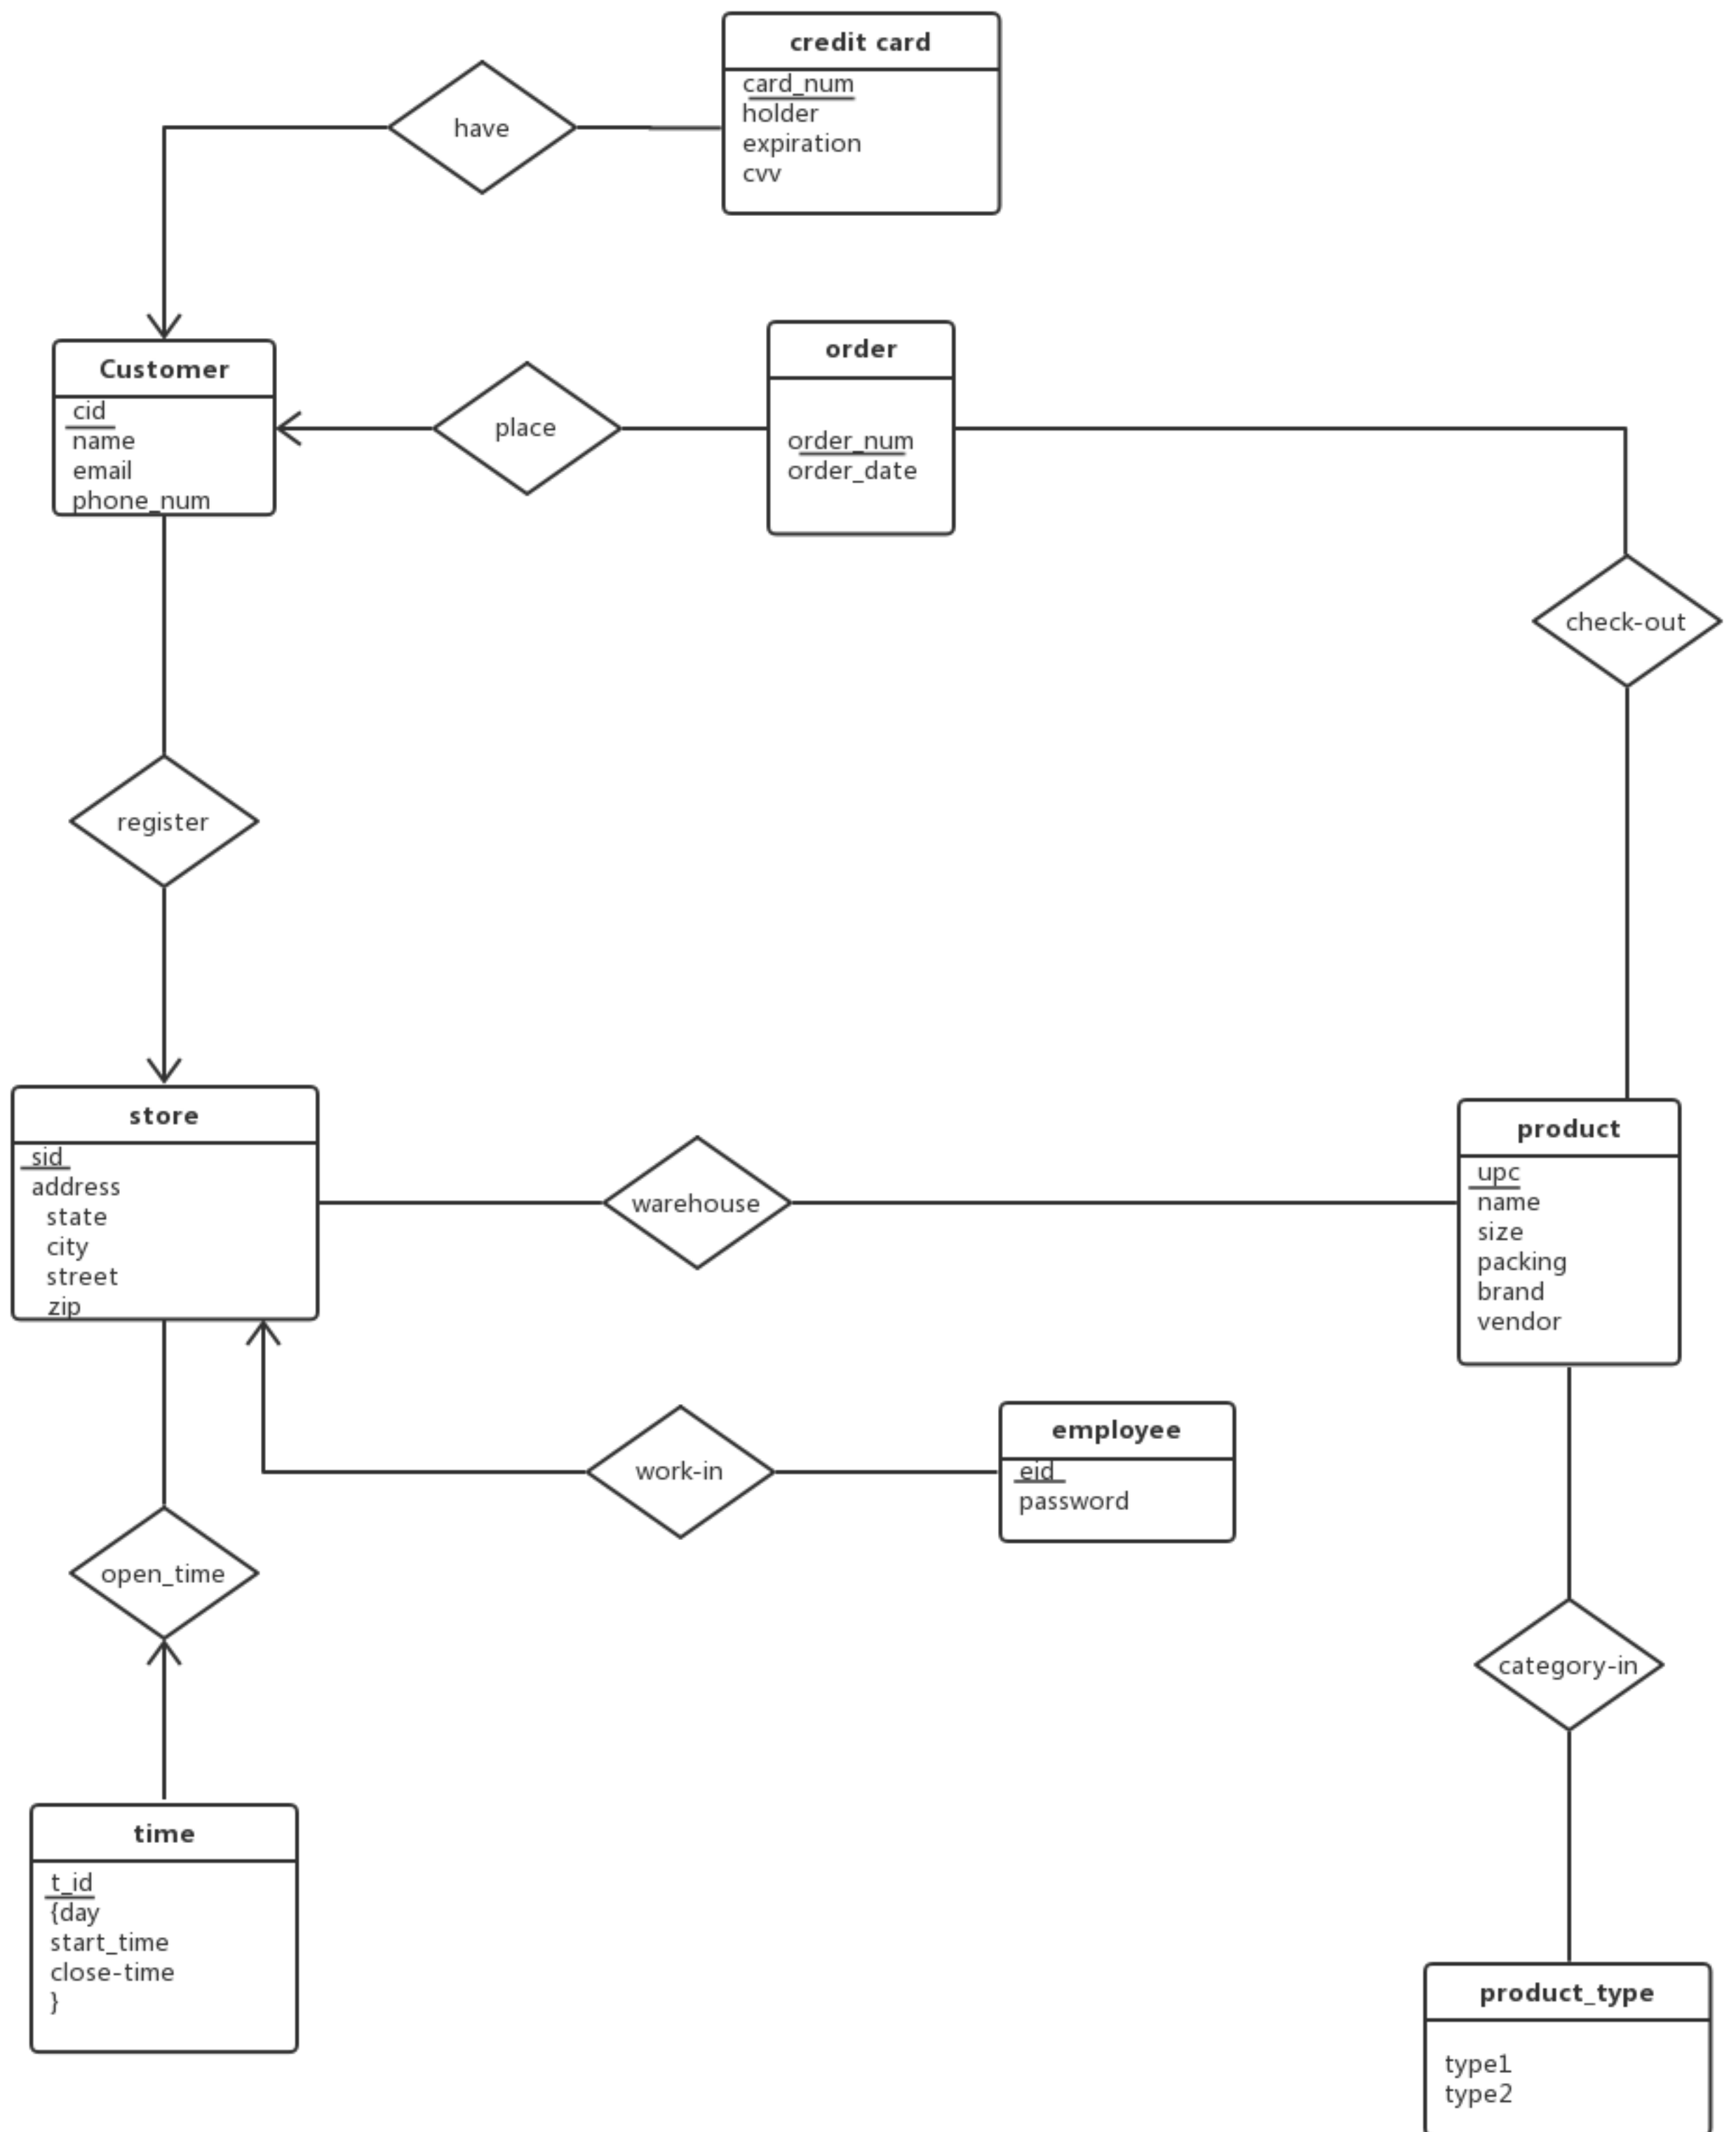 credit card
card_num
holder
expiration
cvv
have
Customer
cid
name
email
phone_num
place
order
order_num
order_date
check-out
register
store
sid
address
state
city
street
zip
warehouse
product
upc
name
size
packing
brand
vendor
work-in
employee
eid
password
open_time
category-in
time
t_id
{day
start_time
close-time
}
product_type
type1
type2